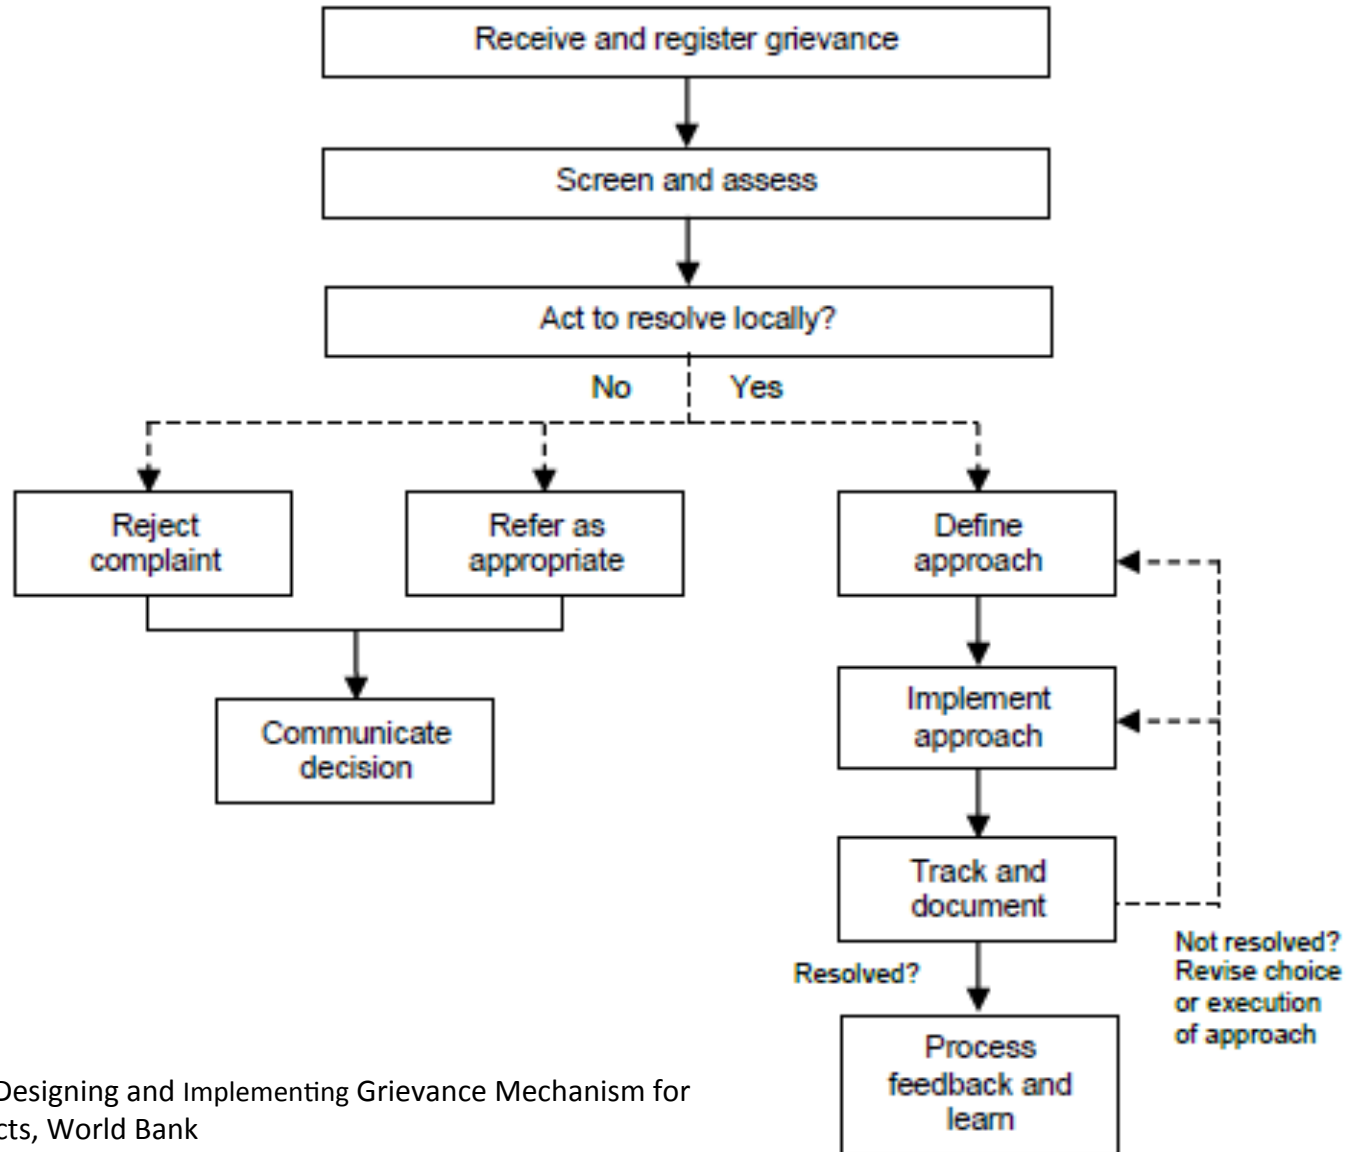 Receive and register grievance
Screen and assess
Act to resolve locally?
No
Yes
Reject
complaint
Refer as
appropriate
Define
approach
Communicate
decision
Implement
approach
Track and
document
Resolved?
Not resolved?
Revise choice
or execution
of approach
Process
feedback and
learn
Designing and Implementing Grievance Mechanism for
cts, World Bank